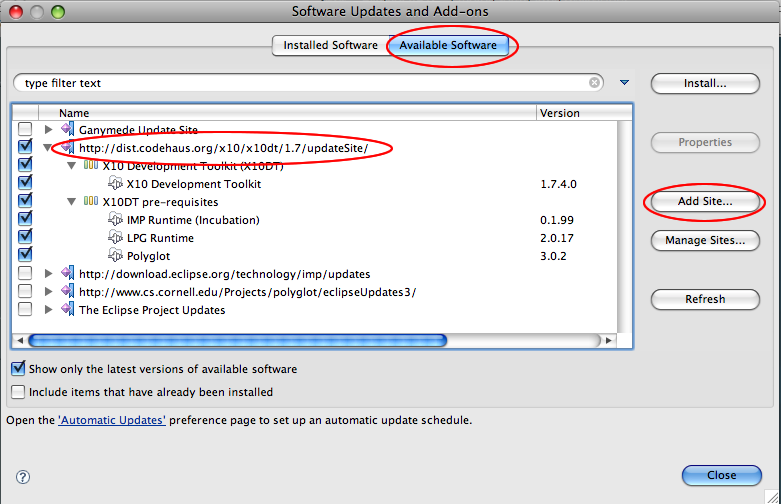 Software Updates and Add-ons
Installed Software Available Software
type filter text
Install...
Name Version
Ganymede Update Site
http://dist.codehaus.org/x10/x10dt/1.7/updateSite/
Properties
X10 Development Toolkit (X10DT)
X10 Development Toolkit 1.7.4.0
X10DT pre-requisites
Add Site...
IMP Runtime (Incubation) 0.1.99
LPG Runtime 2.0.17
Manage Sites...
Polyglot 3.0.2
http://download.eclipse.org/technology/imp/updates
http://www.cs.cornell.edu/Projects/polyglot/eclipseUpdates3/
Refresh
The Eclipse Project Updates
Show only the latest versions of available software
Include items that have already been installed
Open the 'Automatic Updates' preference page to set up an automatic update schedule.
?
Close